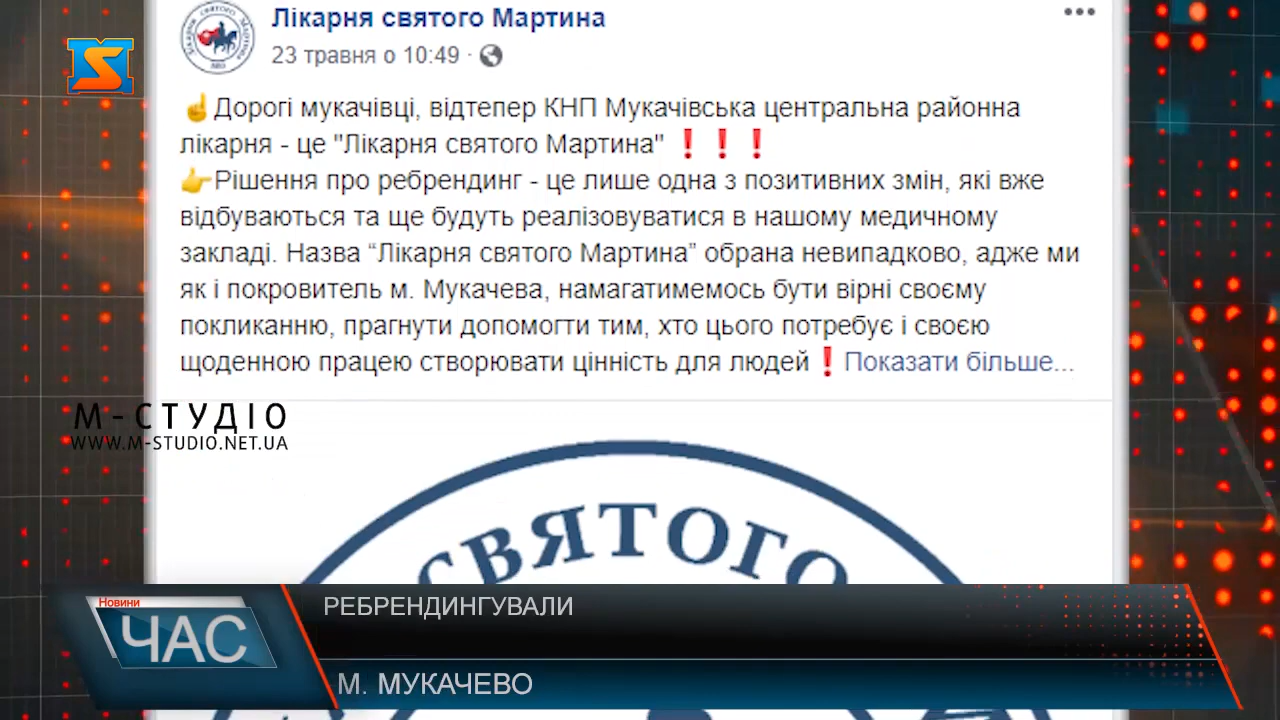 Лікарня святого Мартина
23 травня о 10:49 ·
☝Дорогі мукачівці, відтепер КНП Мукачівська центральна районна
лікарня - це "Лікарня святого Мартина" ❗❗❗
👉Рішення про ребрендинг - це лише одна з позитивних змін, які вже
відбуваються та ще будуть реалізовуватися в нашому медичному
закладі. Назва “Лікарня святого Мартина” обрана невипадково, адже ми
як і покровитель м. Мукачева, намагатимемось бути вірні своєму
покликанню, прагнути допомогти тим, хто цього потребує і своєю
щоденною працею створювати цінність для людей❗Показати більше...
М-СТУДІО
WWW.M-STUDIO.NET.UA
СВЯТОГО
Новини
ЧАС
РЕБРЕНДИНГУВАЛИ
М. МУКАЧЕВО